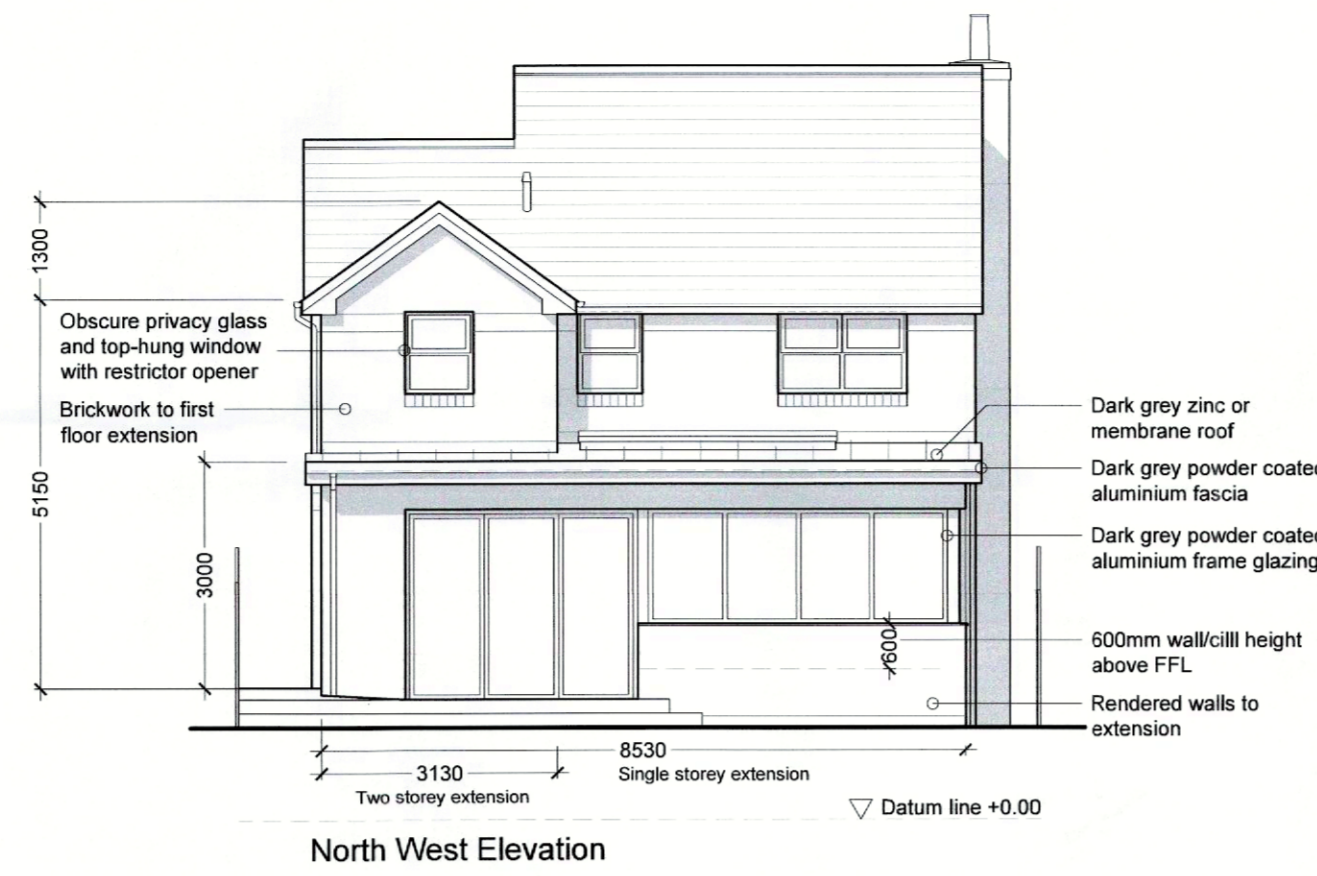 1300
Obscure privacy glass
and top-hung window
with restrictor opener
Brickwork to first
floor extension
5150
3000
Dark grey zinc or
membrane roof
Dark grey powder coated
aluminium fascia
Dark grey powder coated
aluminium frame glazing
600
600mm wall/cilll height
above FFL
Rendered walls to
extension
8530
Single storey extension
3130
Two storey extension
Datum line +0.00
North West Elevation